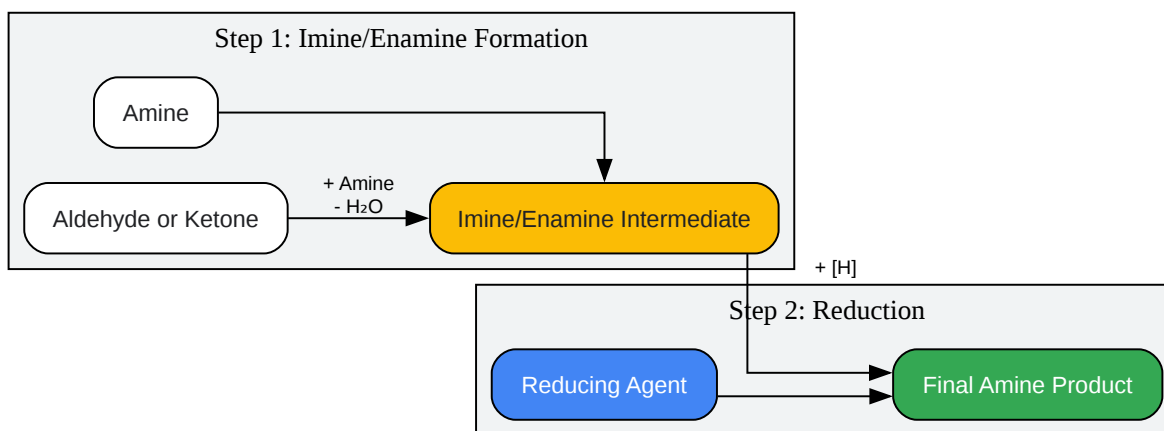 Step 1: Imine/Enamine Formation
Amine
Aldehyde or Ketone
+ Amine
- H₂O
Imine/Enamine Intermediate
+ [H]
Step 2: Reduction
Reducing Agent
Final Amine Product